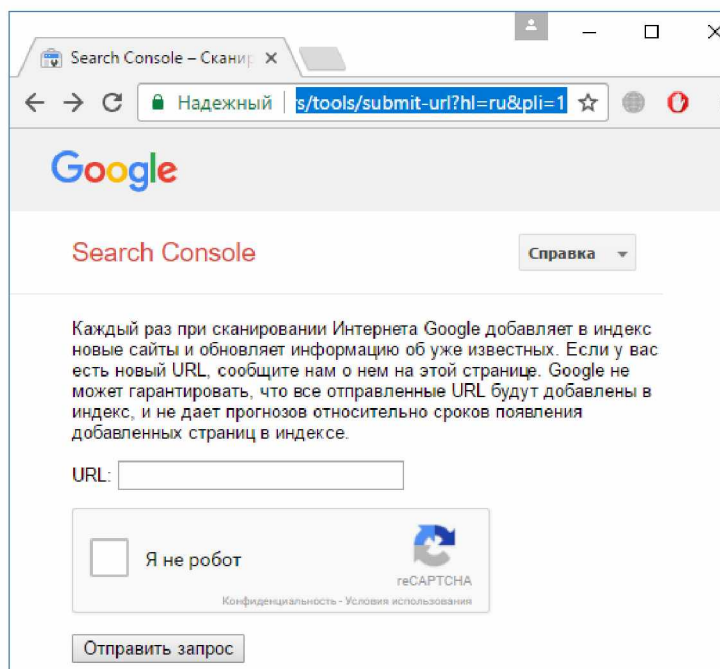 Search Console – Скани
Надежный
s/tools/submit-url?hl=ru&pli=1
Google
Search Console
Справка
Каждый раз при сканировании Интернета Google добавляет в индекс
новые сайты и обновляет информацию об уже известных. Если у вас
есть новый URL, сообщите нам о нем на этой странице. Google не
может гарантировать, что все отправленные URL будут добавлены в
индекс, и не дает прогнозов относительно сроков появления
добавленных страниц в индексе.
URL:
Я не робот
reCAPTCHA
Конфиденциальность - Условия использования
Отправить запрос